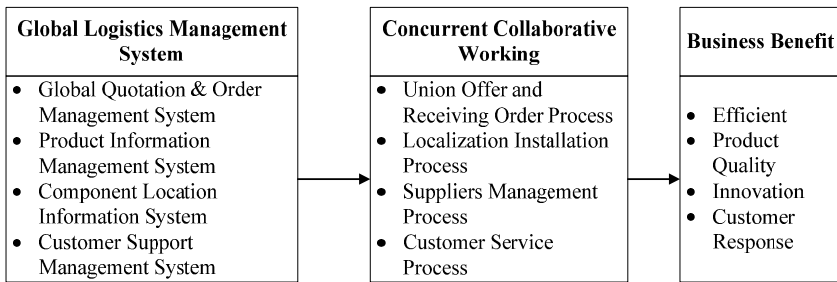 Global Logistics Management
System
• Global Quotation & Order
Management System
• Product Information
Management System
• Component Location
Information System
• Customer Support
Management System
Concurrent Collaborative
Working
• Union Offer and
Receiving Order Process
• Localization Installation
Process
• Suppliers Management
Process
• Customer Service
Process
Business Benefit
• Efficient
• Product
Quality
• Innovation
• Customer
Response